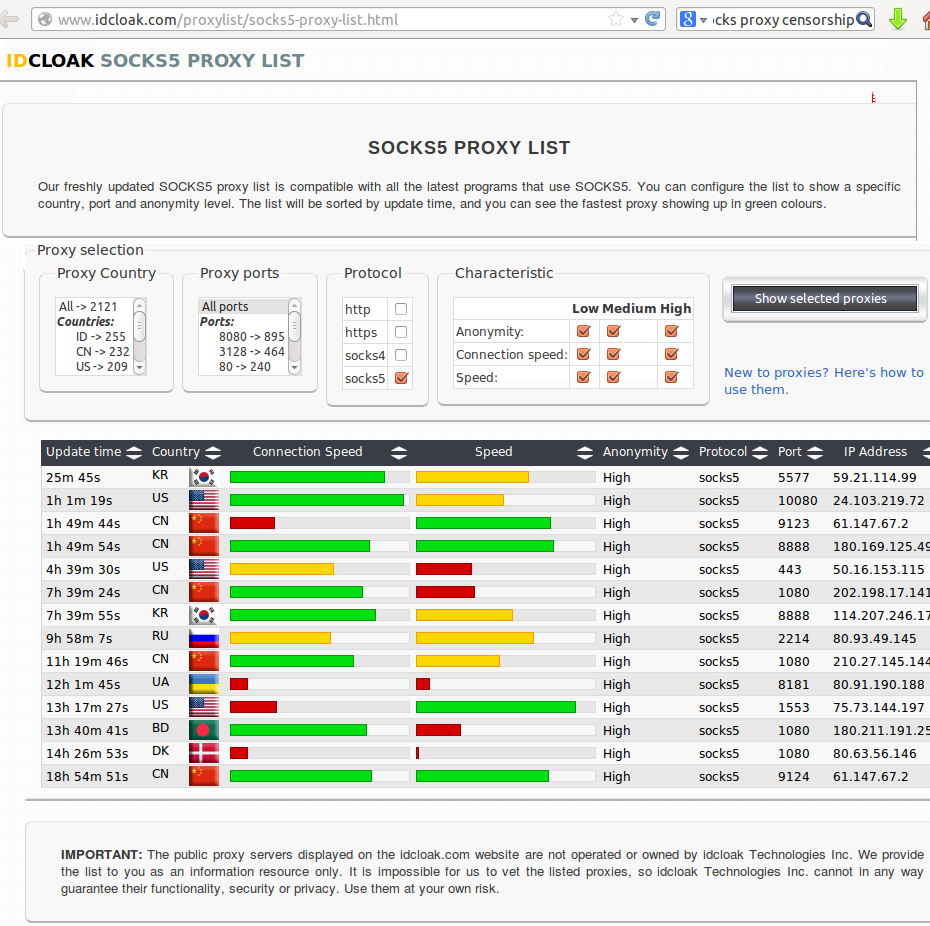 www.idcloak.com/proxylist/socks5-proxy-list.html
cks proxy censorship
IDCLOAK SOCKS5 PROXY LIST
SOCKS5 PROXY LIST
Our freshly updated SOCKS5 proxy list is compatible with all the latest programs that use SOCKS5. You can configure the list to show a specific
country, port and anonymity level. The list will be sorted by update time, and you can see the fastest proxy showing up in green colours.
Proxy selection
Proxy Country
All -> 2121
Countries:
ID -> 255
CN -> 232
US -> 209
Proxy ports
All ports
Ports:
8080 -> 895
3128 -> 464
80 -> 240
Protocol
http
https
socks4
socks5
Characteristic
Low Medium High
Anonymity:
Connection speed:
Speed:
Show selected proxies
New to proxies? Here's how to
use them.
Update time Country Connection Speed Speed Anonymity Protocol Port IP Address
25m 45s KR High socks5 5577 59.21.114.99
1h 1m 19s US High socks5 10080 24.103.219.72
1h 49m 44s CN High socks5 9123 61.147.67.2
1h 49m 54s CN High socks5 8888 180.169.125.49
4h 39m 30s US High socks5 443 50.16.153.115
7h 39m 24s CN High socks5 1080 202.198.17.141
7h 39m 55s KR High socks5 8888 114.207.246.17
9h 58m 7s RU High socks5 2214 80.93.49.145
11h 19m 46s CN High socks5 1080 210.27.145.144
12h 1m 45s UA High socks5 8181 80.91.190.188
13h 17m 27s US High socks5 1553 75.73.144.197
13h 40m 41s BD High socks5 1080 180.211.191.25
14h 26m 53s DK High socks5 1080 80.63.56.146
18h 54m 51s CN High socks5 9124 61.147.67.2
IMPORTANT: The public proxy servers displayed on the idcloak.com website are not operated or owned by idcloak Technologies Inc. We provide
the list to you as an information resource only. It is impossible for us to vet the listed proxies, so idcloak Technologies Inc. cannot in any way
guarantee their functionality, security or privacy. Use them at your own risk.